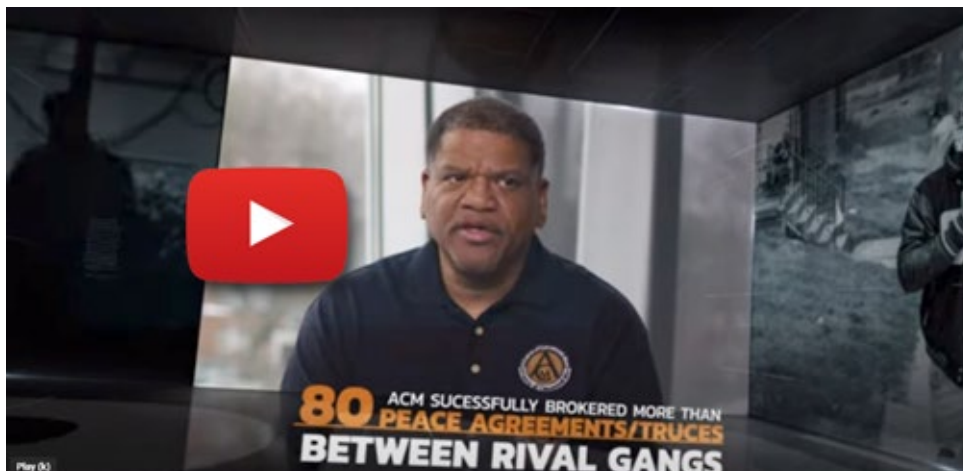 80 ACM SUCESSFULLY BROKERED MORE THAN
PEACE AGREEMENTS/TRUCES
BETWEEN RIVAL GANGS
Play (k)